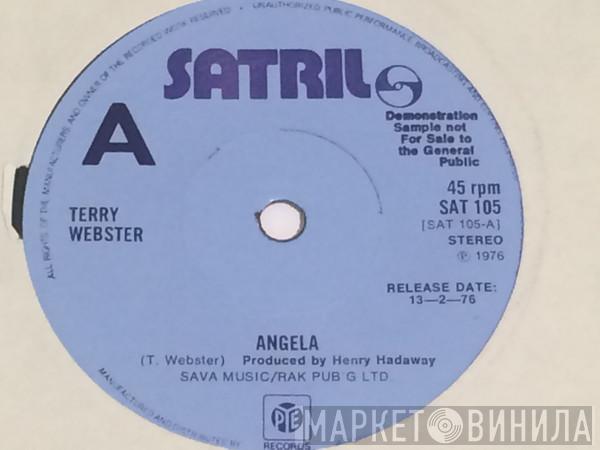 UNAUTHORIZED PUBLIC PERFORMANCE, BROADCASTING AND
ALL RIGHTS OF THE MANUFACTURERS AND OWNER OF THE RECORDED WORK RESERVED •
SATRIL
A
Demonstration
Sample not
For Sale to
the General
Public
45 rpm
SAT 105
[SAT 105-A]
STEREO
℗ 1976
TERRY
WEBSTER
RELEASE DATE:
13—2—76
ANGELA
(T. Webster) Produced by Henry Hadaway
SAVA MUSIC/RAK PUB'G LTD
MANUFACTURED AND DISTRIBUTED BY
PYE
RECORDS
МАРКЕТ ВИНИЛА